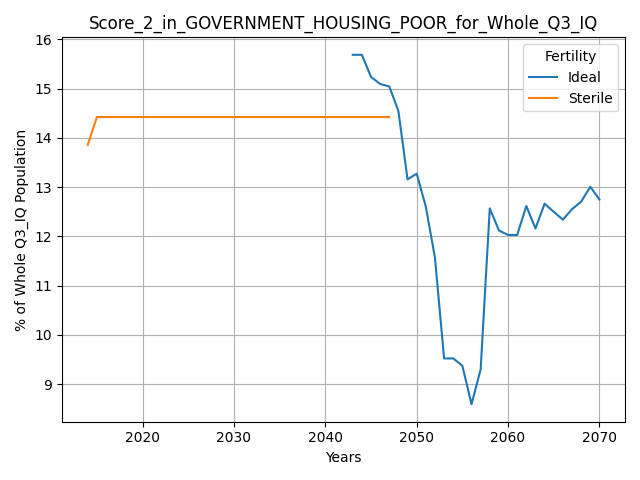 Score_2_in_GOVERNMENT_HOUSING_POOR_for_Whole_Q3_IQ
% of Whole Q3_IQ Population
16
15
14
13
12
11
10
9
Fertility
Ideal
Sterile
2020 2030 2040 2050 2060 2070
Years